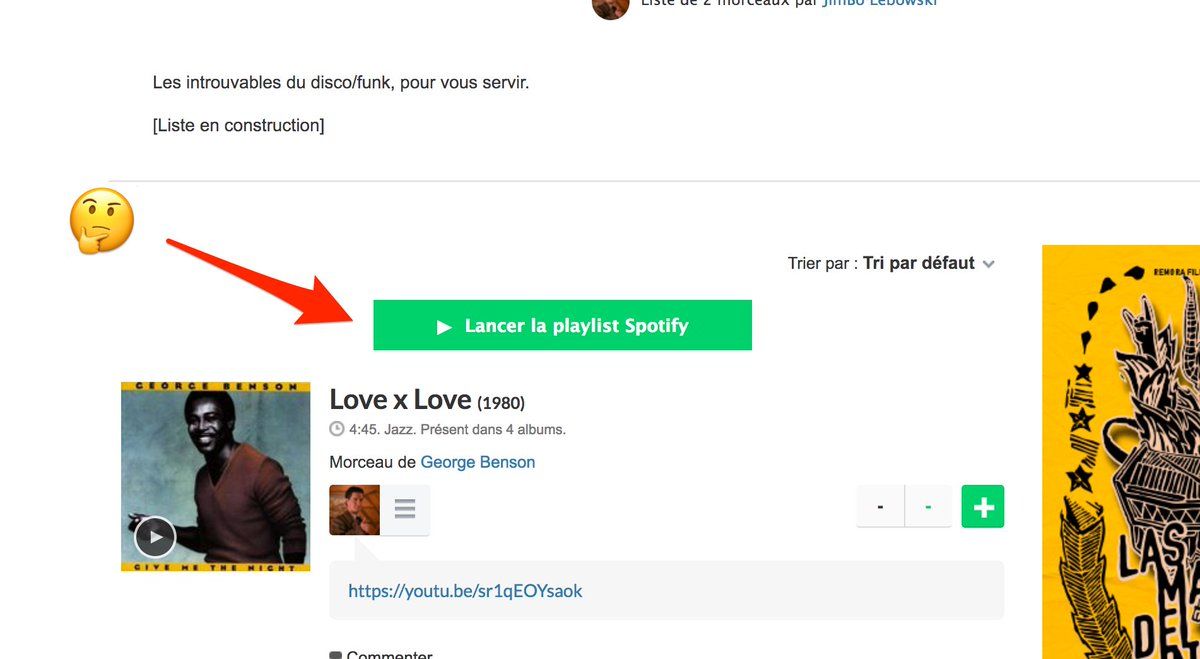 Liste de 2 morceaux par JimBo Lebowski
Les introuvables du disco/funk, pour vous servir.
[Liste en construction]
Trier par : Tri par défaut
Lancer la playlist Spotify
REMORA FIL
GEORGE BENSON
GIVE ME THE NIGHT
Love x Love (1980)
4:45. Jazz. Présent dans 4 albums.
Morceau de George Benson
- -
+
https://youtu.be/sr1qEOYsaok
Commenter
LAS